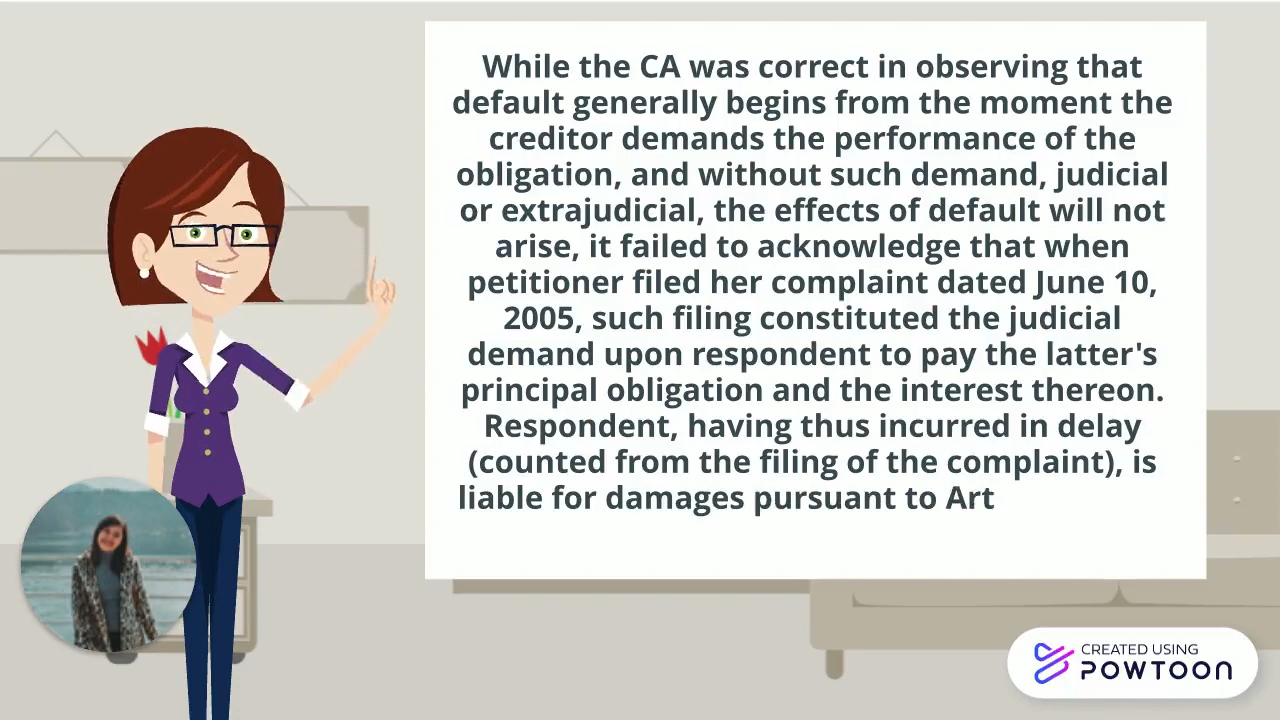 While the CA was correct in observing that
default generally begins from the moment the
creditor demands the performance of the
obligation, and without such demand, judicial
or extrajudicial, the effects of default will not
arise, it failed to acknowledge that when
petitioner filed her complaint dated June 10,
2005, such filing constituted the judicial
demand upon respondent to pay the latter's
principal obligation and the interest thereon.
Respondent, having thus incurred in delay
(counted from the filing of the complaint), is
liable for damages pursuant to Art
CREATED USING
POWTOON